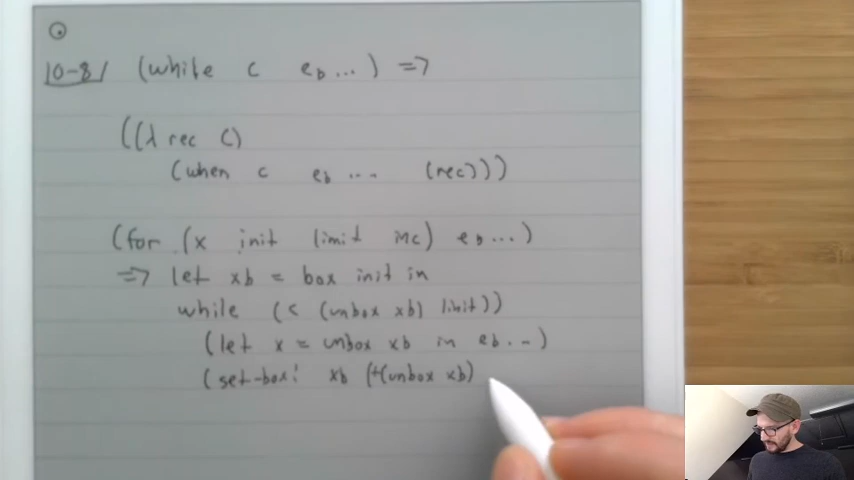 10-8/ (while c eb...) =>
((λ rec ()
(when c eb ... (rec)))
(for (x init limit inc) eb...)
=> let xb = box init in
while (< (unbox xb) limit))
(let x = unbox xb in eb...)
(set-box! xb (+(unbox xb)